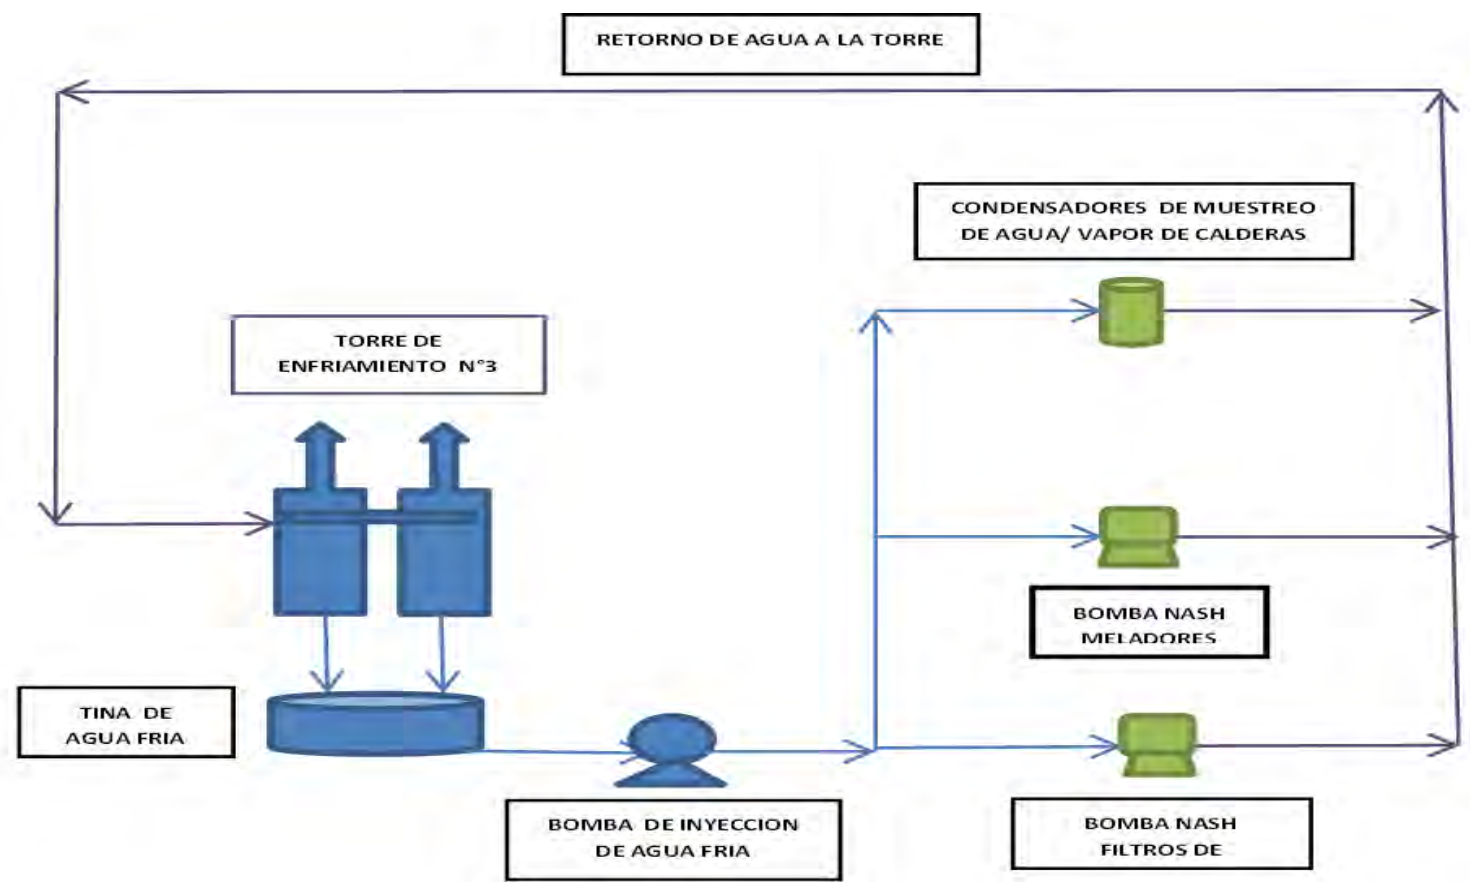 RETORNO DE AGUA A LA TORRE
CONDENSADORES DE MUESTREO
DE AGUA/ VAPOR DE CALDERAS
TORRE DE
ENFRIAMIENTO N°3
BOMBA NASH
MELADORES
TINA DE
AGUA FRIA
BOMBA DE INYECCION
DE AGUA FRIA
BOMBA NASH
FILTROS DE